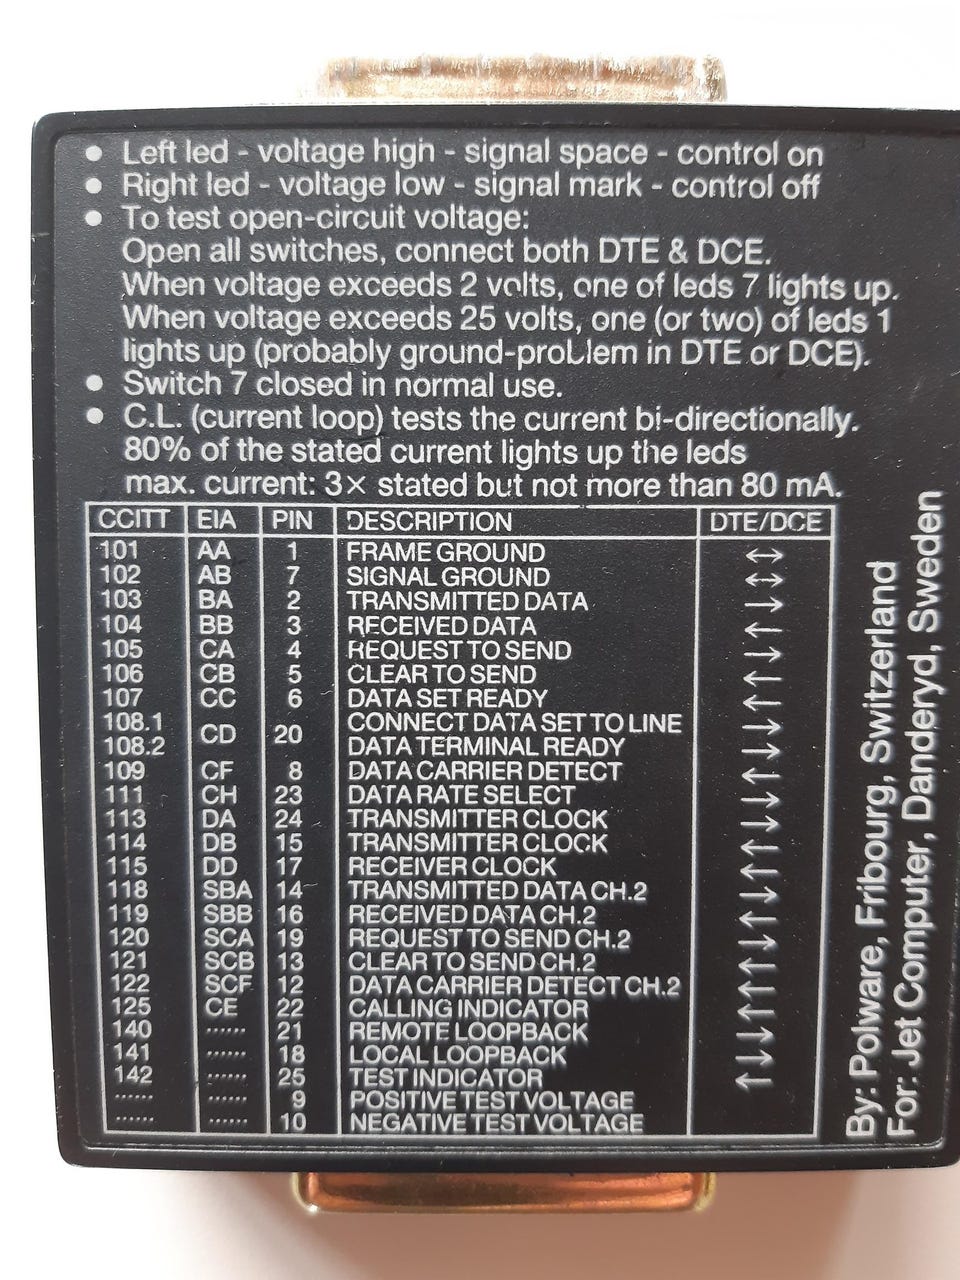 • Left led - voltage high - signal space - control on
• Right led - voltage low - signal mark - control off
• To test open-circuit voltage:
Open all switches, connect both DTE & DCE.
When voltage exceeds 2 volts, one of leds 7 lights up.
When voltage exceeds 25 volts, one (or two) of leds 1
lights up (probably ground-problem in DTE or DCE).
• Switch 7 closed in normal use.
• C.L. (current loop) tests the current bi-directionally.
80% of the stated current lights up the leds
max. current: 3× stated but not more than 80 mA.
CCITT EIA PIN DESCRIPTION DTE/DCE
101 AA 1 FRAME GROUND ↔
102 AB 7 SIGNAL GROUND ↔
103 BA 2 TRANSMITTED DATA →
104 BB 3 RECEIVED DATA ←
105 CA 4 REQUEST TO SEND →
106 CB 5 CLEAR TO SEND ←
107 CC 6 DATA SET READY ←
108.1 CONNECT DATA SET TO LINE →
CD 20
108.2 DATA TERMINAL READY →
109 CF 8 DATA CARRIER DETECT ←
111 CH 23 DATA RATE SELECT →
113 DA 24 TRANSMITTER CLOCK →
114 DB 15 TRANSMITTER CLOCK ←
115 DD 17 RECEIVER CLOCK ←
118 SBA 14 TRANSMITTED DATA CH.2 →
119 SBB 16 RECEIVED DATA CH.2 ←
120 SCA 19 REQUEST TO SEND CH.2 →
121 SCB 13 CLEAR TO SEND CH.2 ←
122 SCF 12 DATA CARRIER DETECT CH.2 ←
125 CE 22 CALLING INDICATOR ←
140 ...... 21 REMOTE LOOPBACK →
141 ...... 18 LOCAL LOOPBACK →
142 ...... 25 TEST INDICATOR ←
...... ...... 9 POSITIVE TEST VOLTAGE
...... ...... 10 NEGATIVE TEST VOLTAGE
By: Polware, Fribourg, Switzerland
For: Jet Computer, Danderyd, Sweden